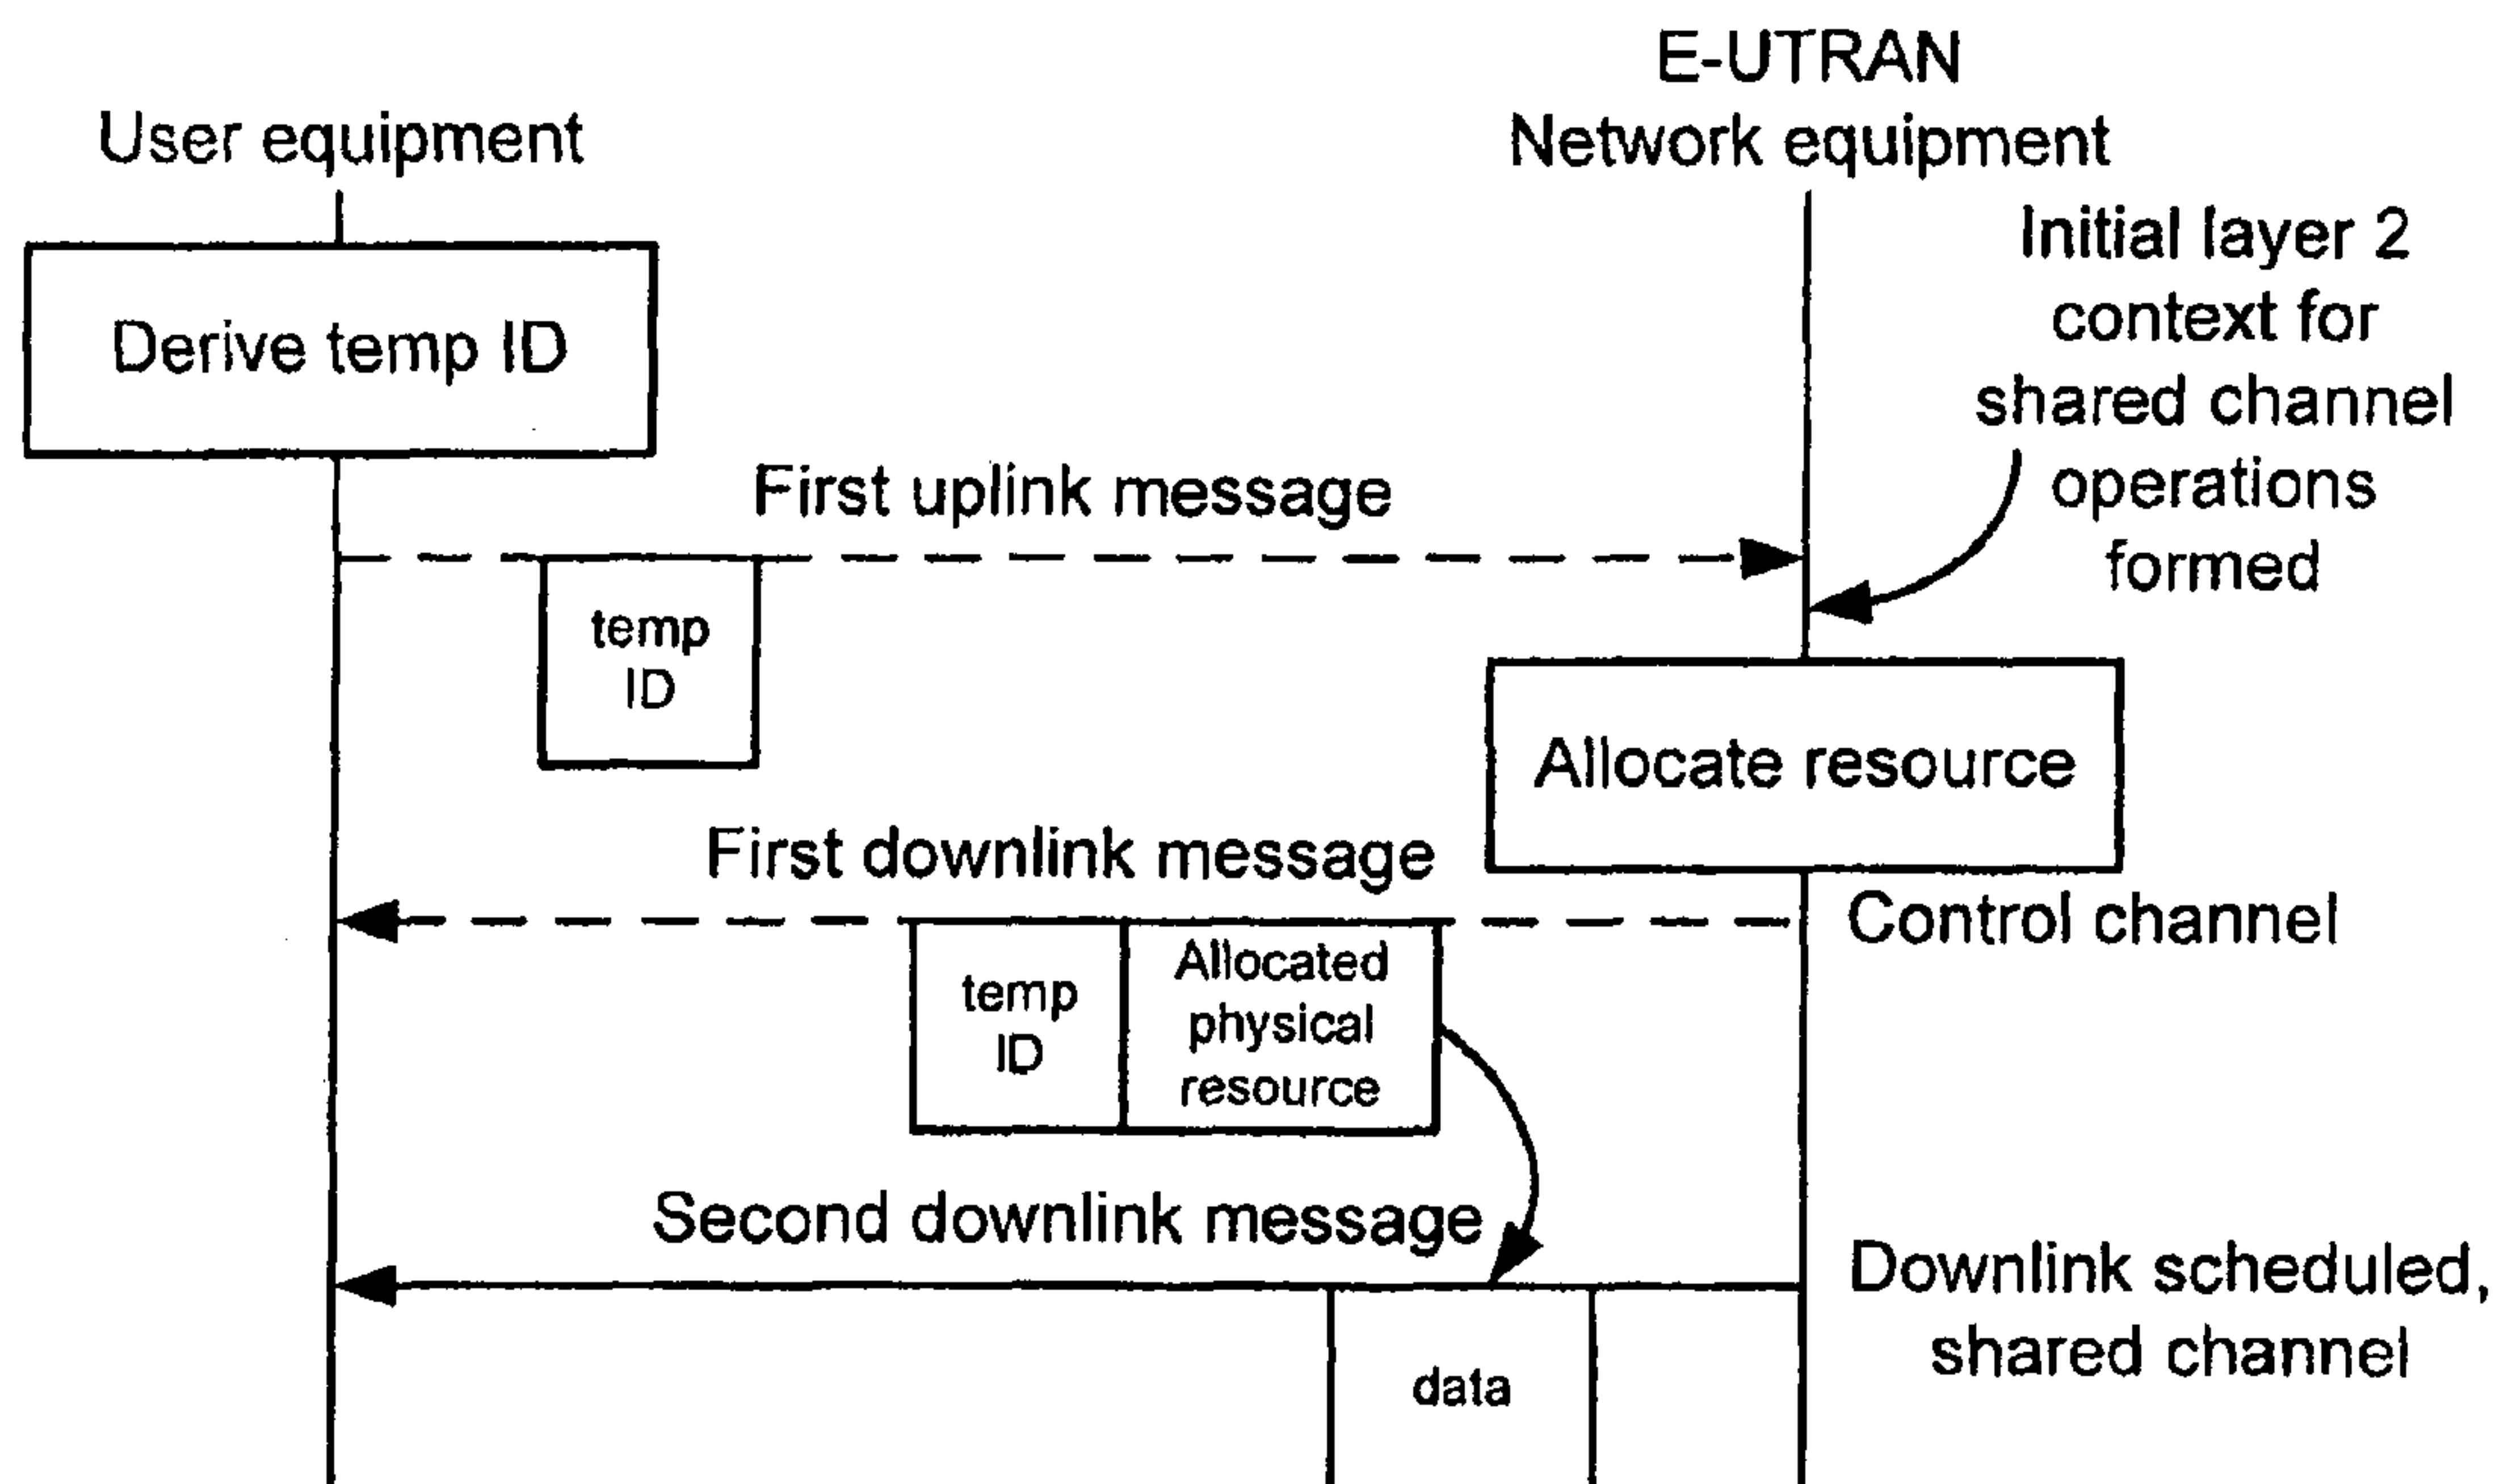 E-UTRAN
User equipment
Network equipment
Initial layer 2
context for
shared channel
operations
formed
Derive temp ID
First uplink message
temp
ID
Allocate resource
First downlink message
Control channel
temp
ID
Allocated
physical
resource
Second downlink message
Downlink scheduled,
shared channel
data